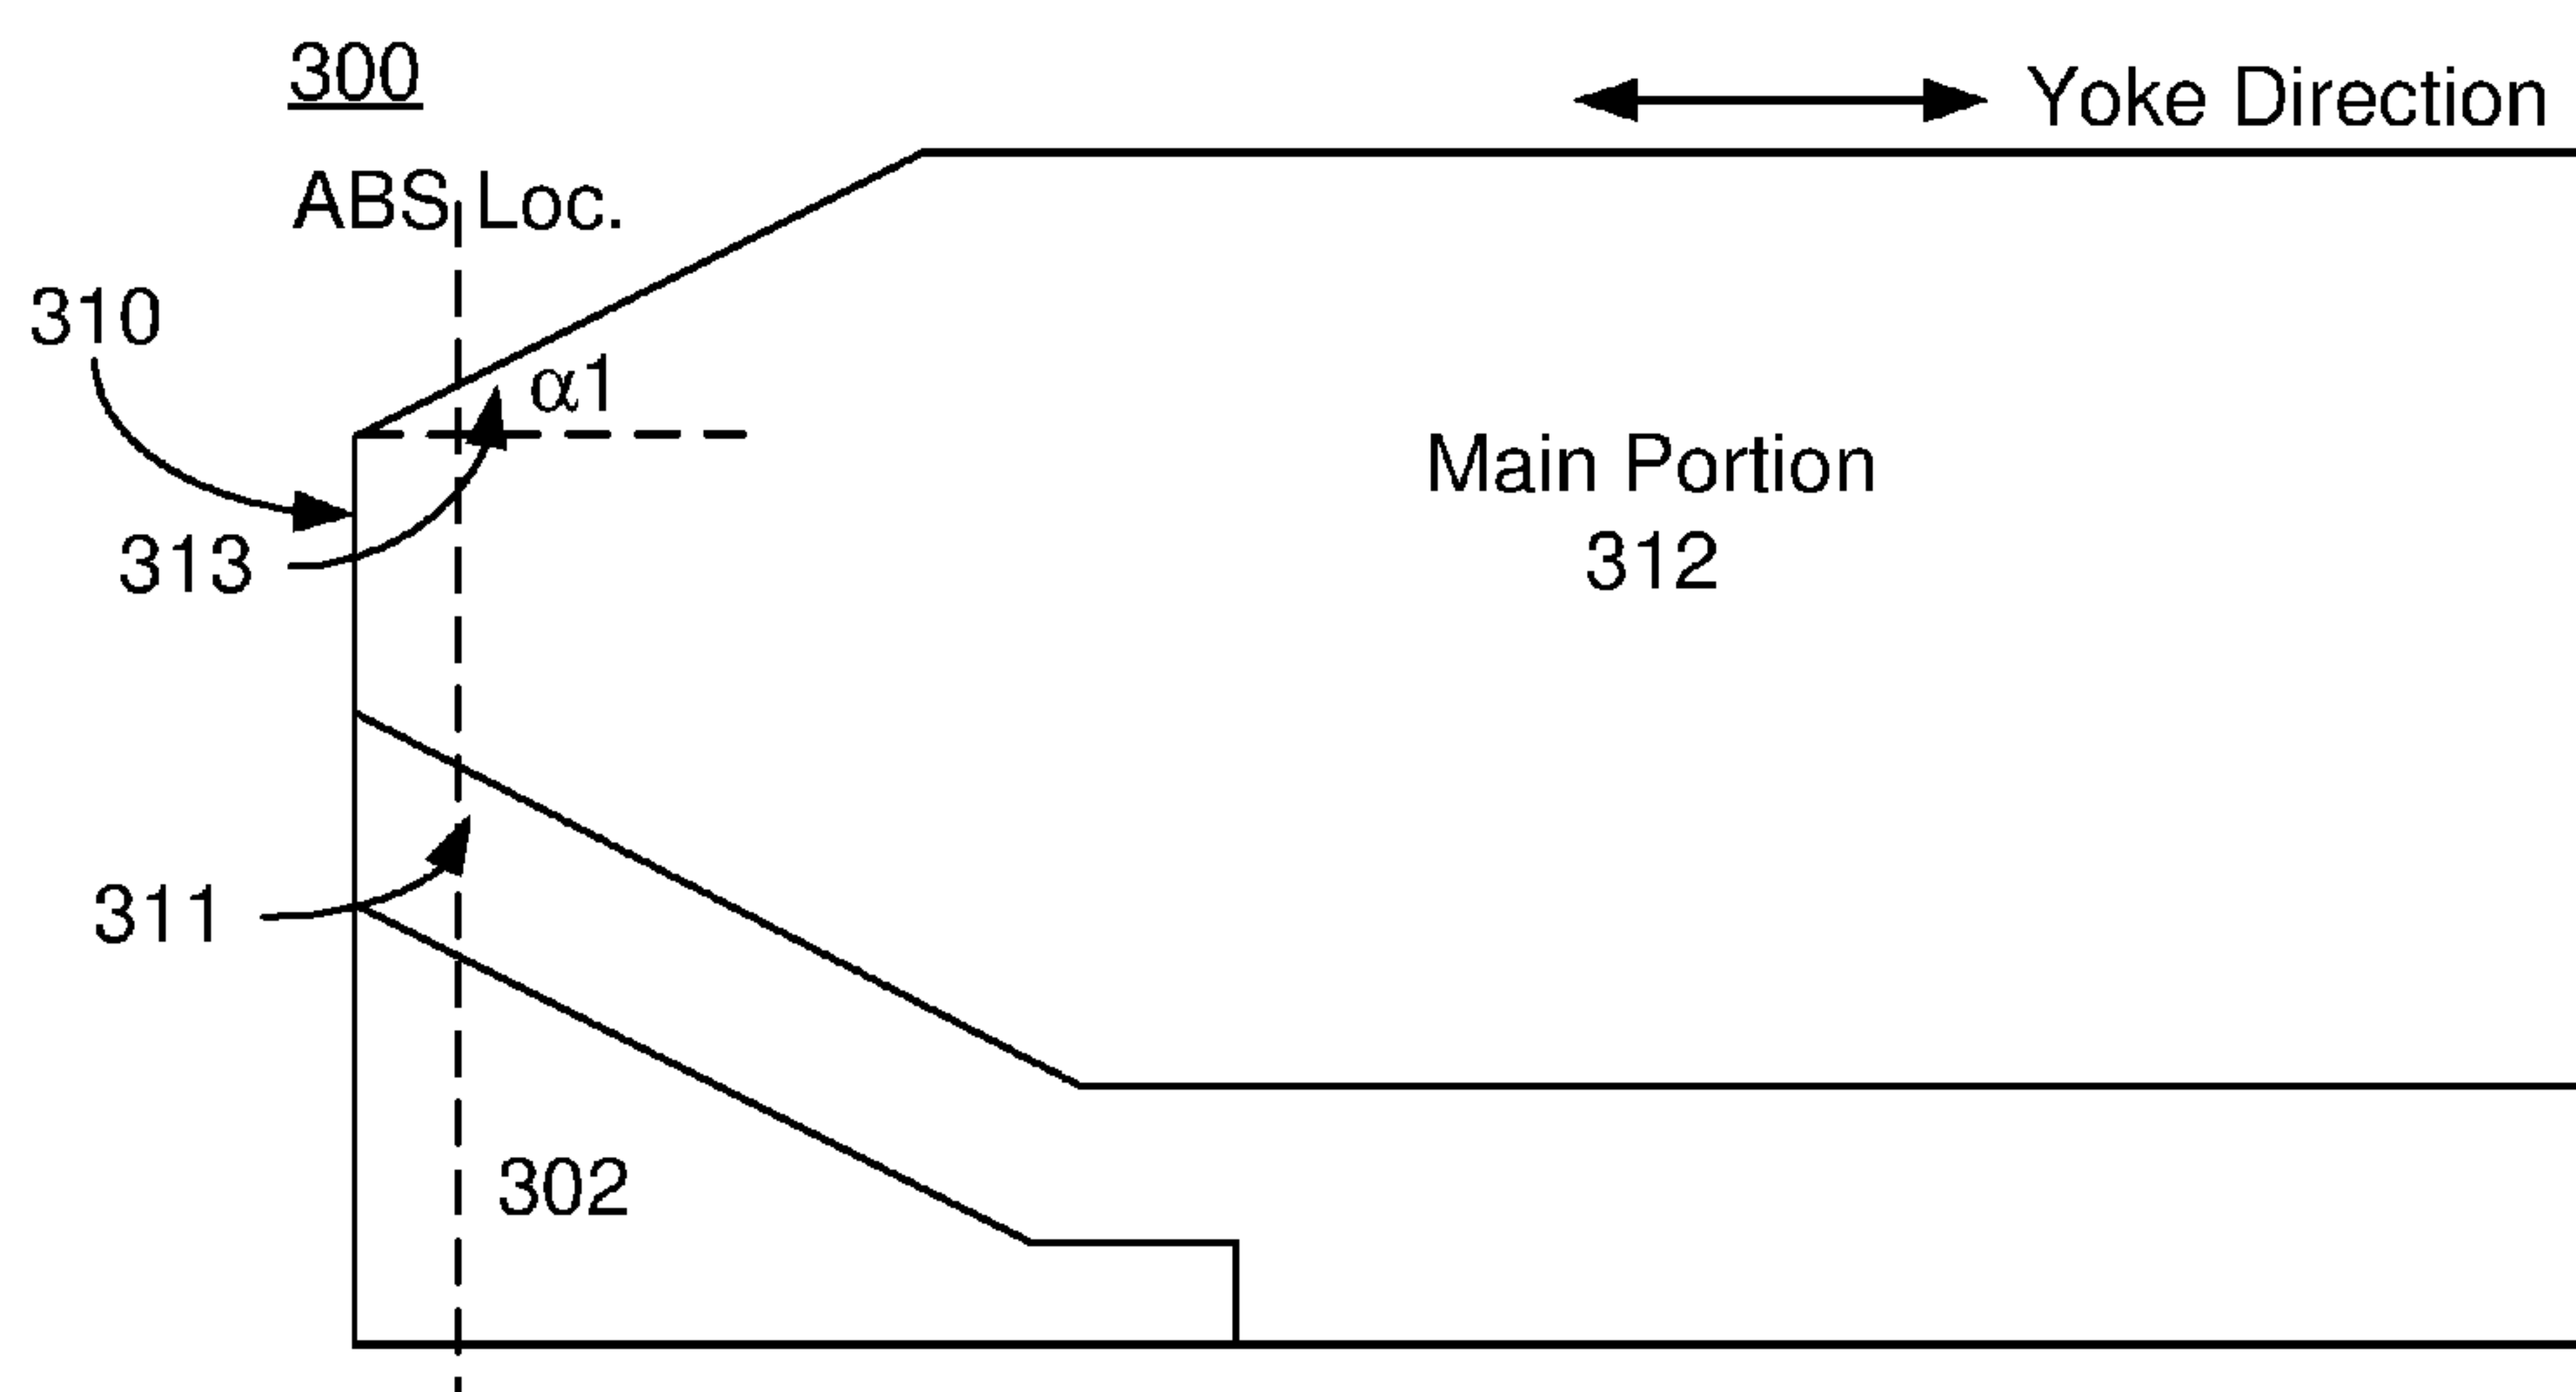 300
Yoke Direction
ABS Loc.
310
α1
Main Portion
312
313
311
302